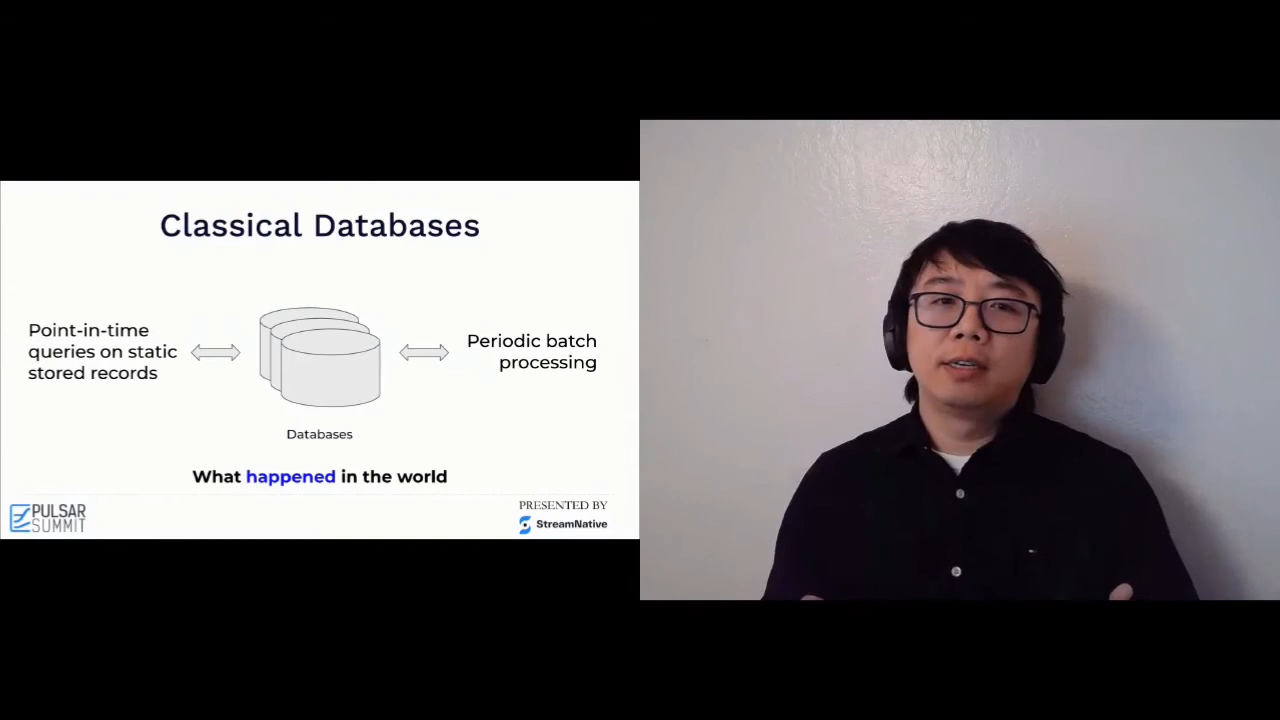 Classical Databases
Point-in-time
queries on static
stored records
Periodic batch
processing
Databases
What happened in the world
PULSAR
SUMMIT
PRESENTED BY
StreamNative